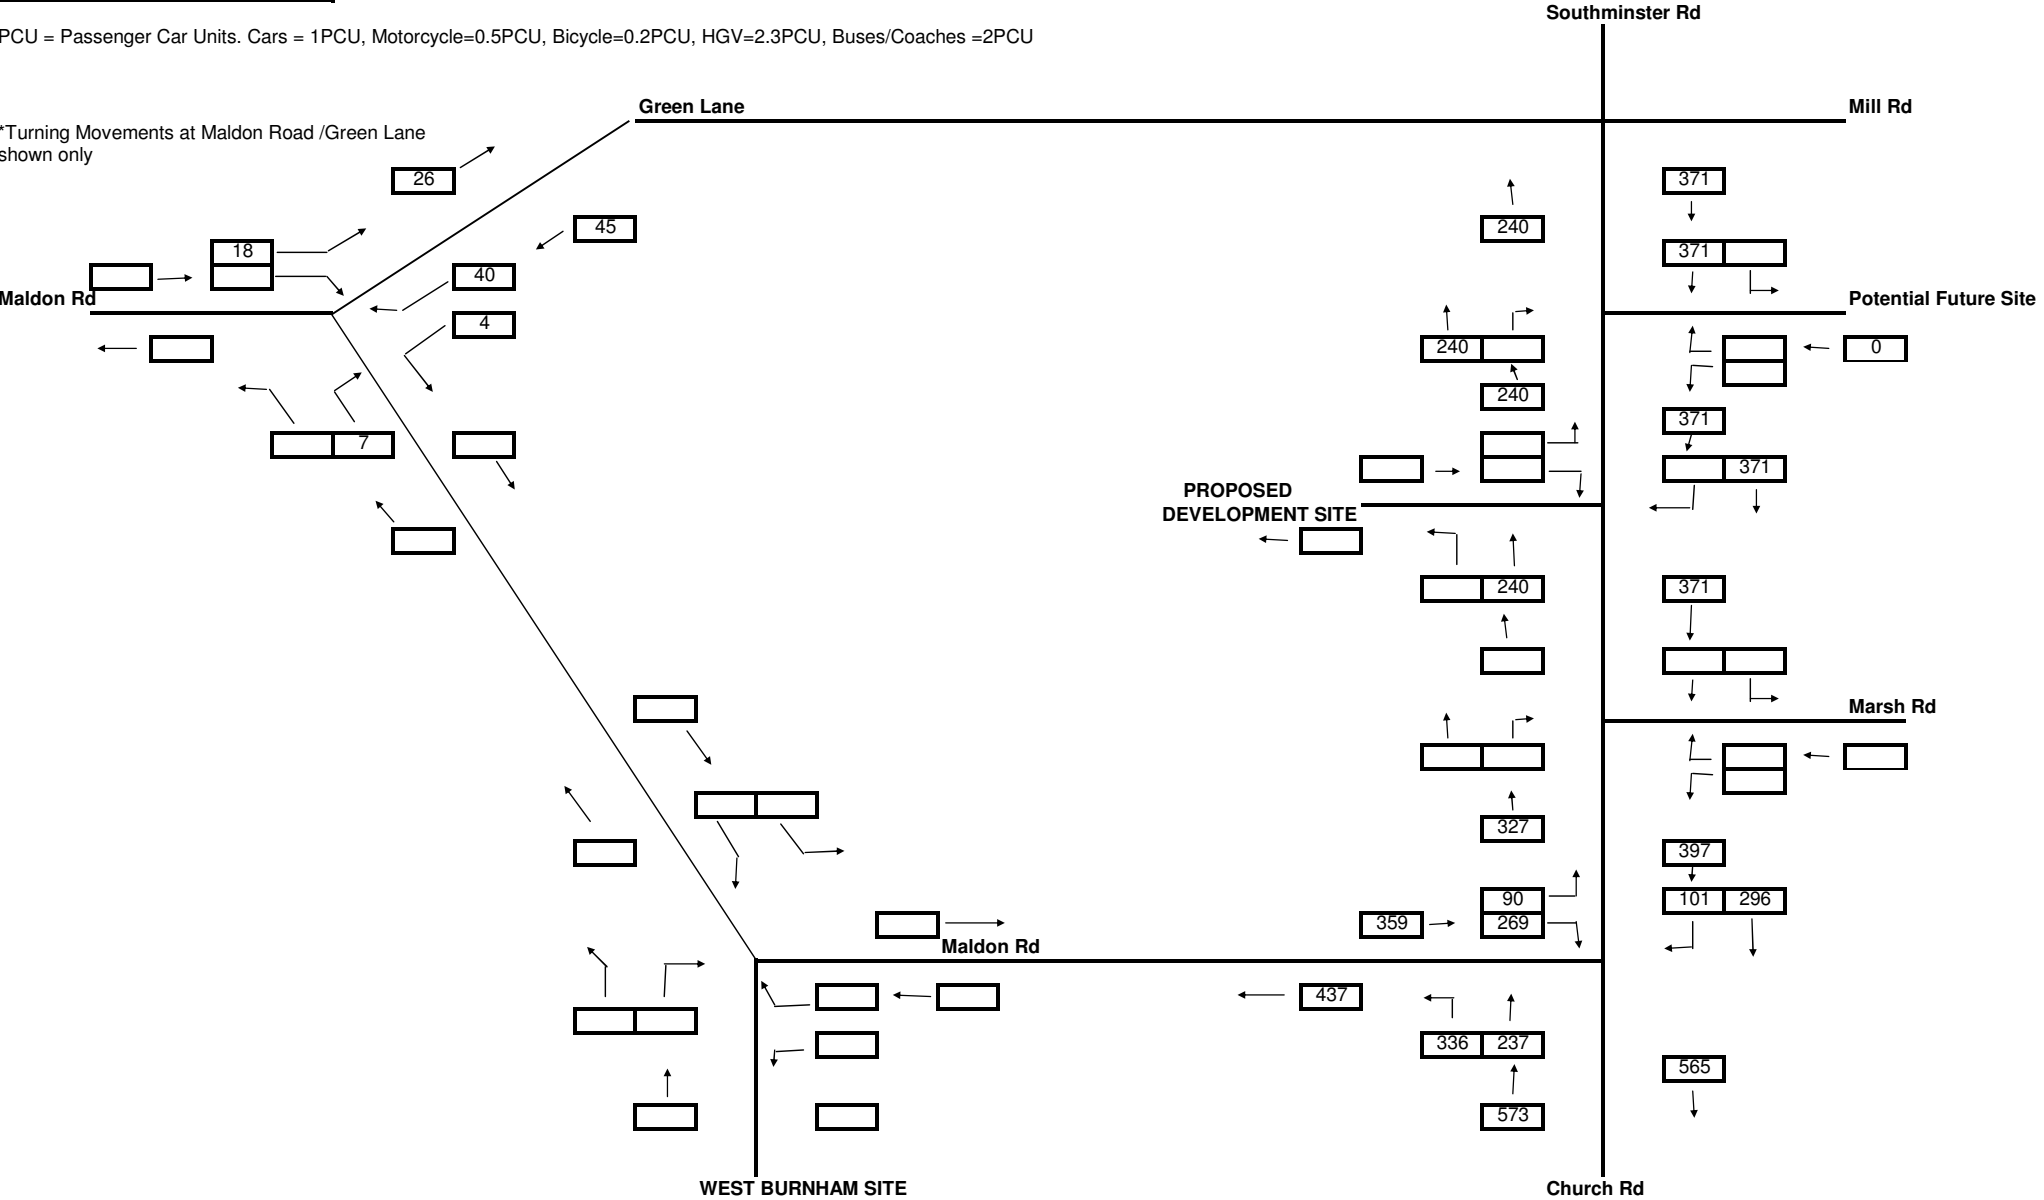 Southminster Rd
PCU = Passenger Car Units. Cars = 1PCU, Motorcycle=0.5PCU, Bicycle=0.2PCU, HGV=2.3PCU, Buses/Coaches =2PCU
Green Lane
Mill Rd
*Turning Movements at Maldon Road /Green Lane
shown only
26
371
45
240
18
371
40
Maldon Rd
Potential Future Site
4
240
0
240
371
7
371
PROPOSED
DEVELOPMENT SITE
240
371
Marsh Rd
327
397
90
101 296
359
269
Maldon Rd
437
336 237
565
573
WEST BURNHAM SITE
Church Rd